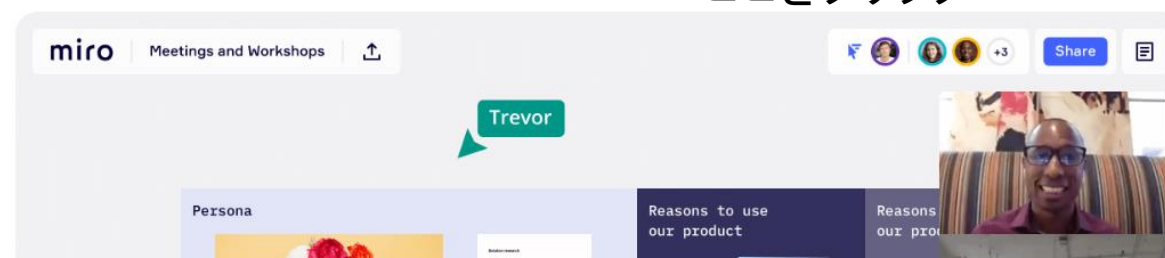 miro
Meetings and Workshops
+3
Share
Trevor
Persona
Reasons to use
our product
Reasons
our pro